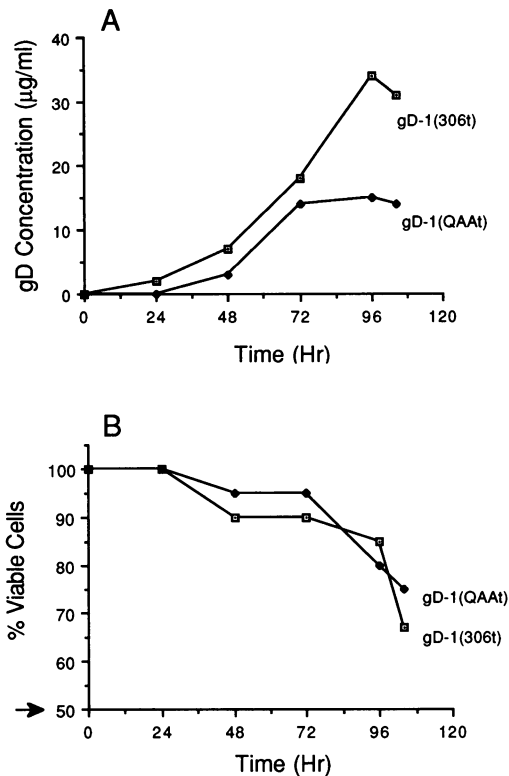 A
gD Concentration (µg/ml)
40
30
20
10
0
gD-1(306t)
gD-1(QAAt)
0 24 48 72 96 120
Time (Hr)
B
% Viable Cells
100
90
80
70
60
50
gD-1(QAAt)
gD-1(306t)
0 24 48 72 96 120
Time (Hr)